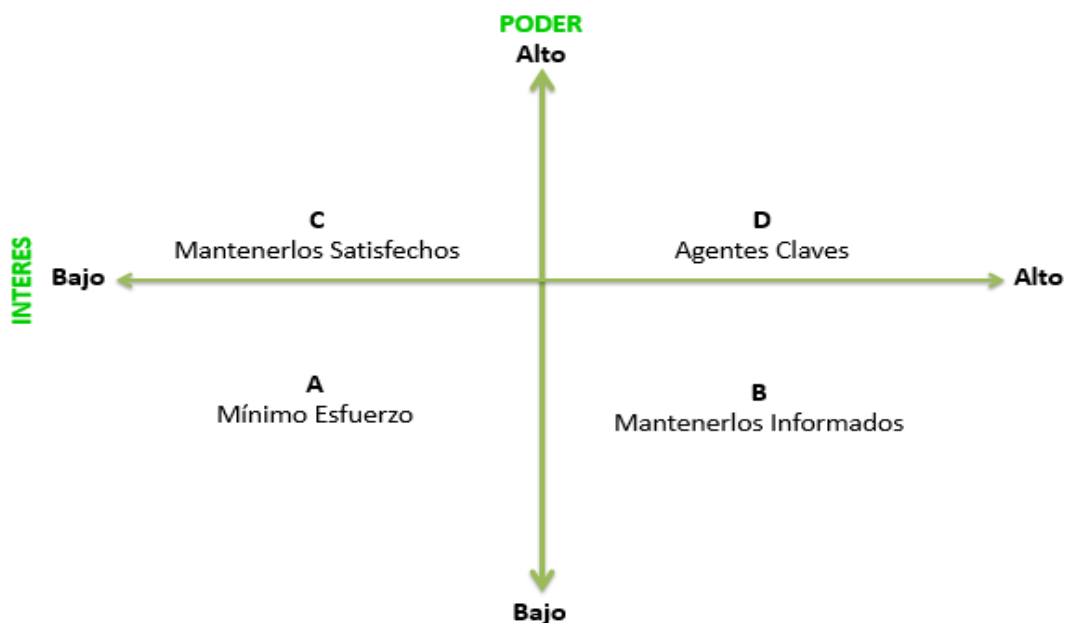 PODER
Alto
C
Mantenerlos Satisfechos
D
Agentes Claves
INTERES
Bajo
Alto
A
Mínimo Esfuerzo
B
Mantenerlos Informados
Bajo